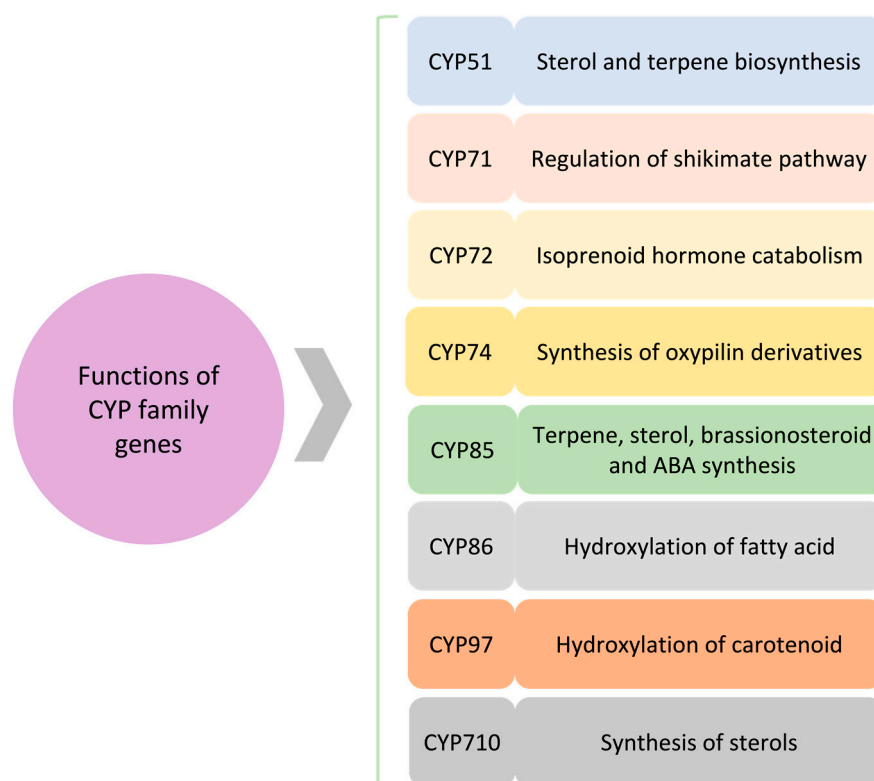 Functions of
CYP family
genes
CYP51 Sterol and terpene biosynthesis
CYP71 Regulation of shikimate pathway
CYP72 Isoprenoid hormone catabolism
CYP74 Synthesis of oxypilin derivatives
CYP85 Terpene, sterol, brassionosteroid
and ABA synthesis
CYP86 Hydroxylation of fatty acid
CYP97 Hydroxylation of carotenoid
CYP710 Synthesis of sterols